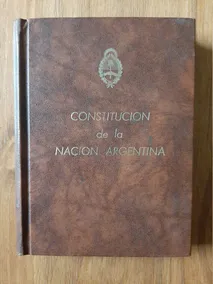 CONSTITUCION
de la
NACION ARGENTINA